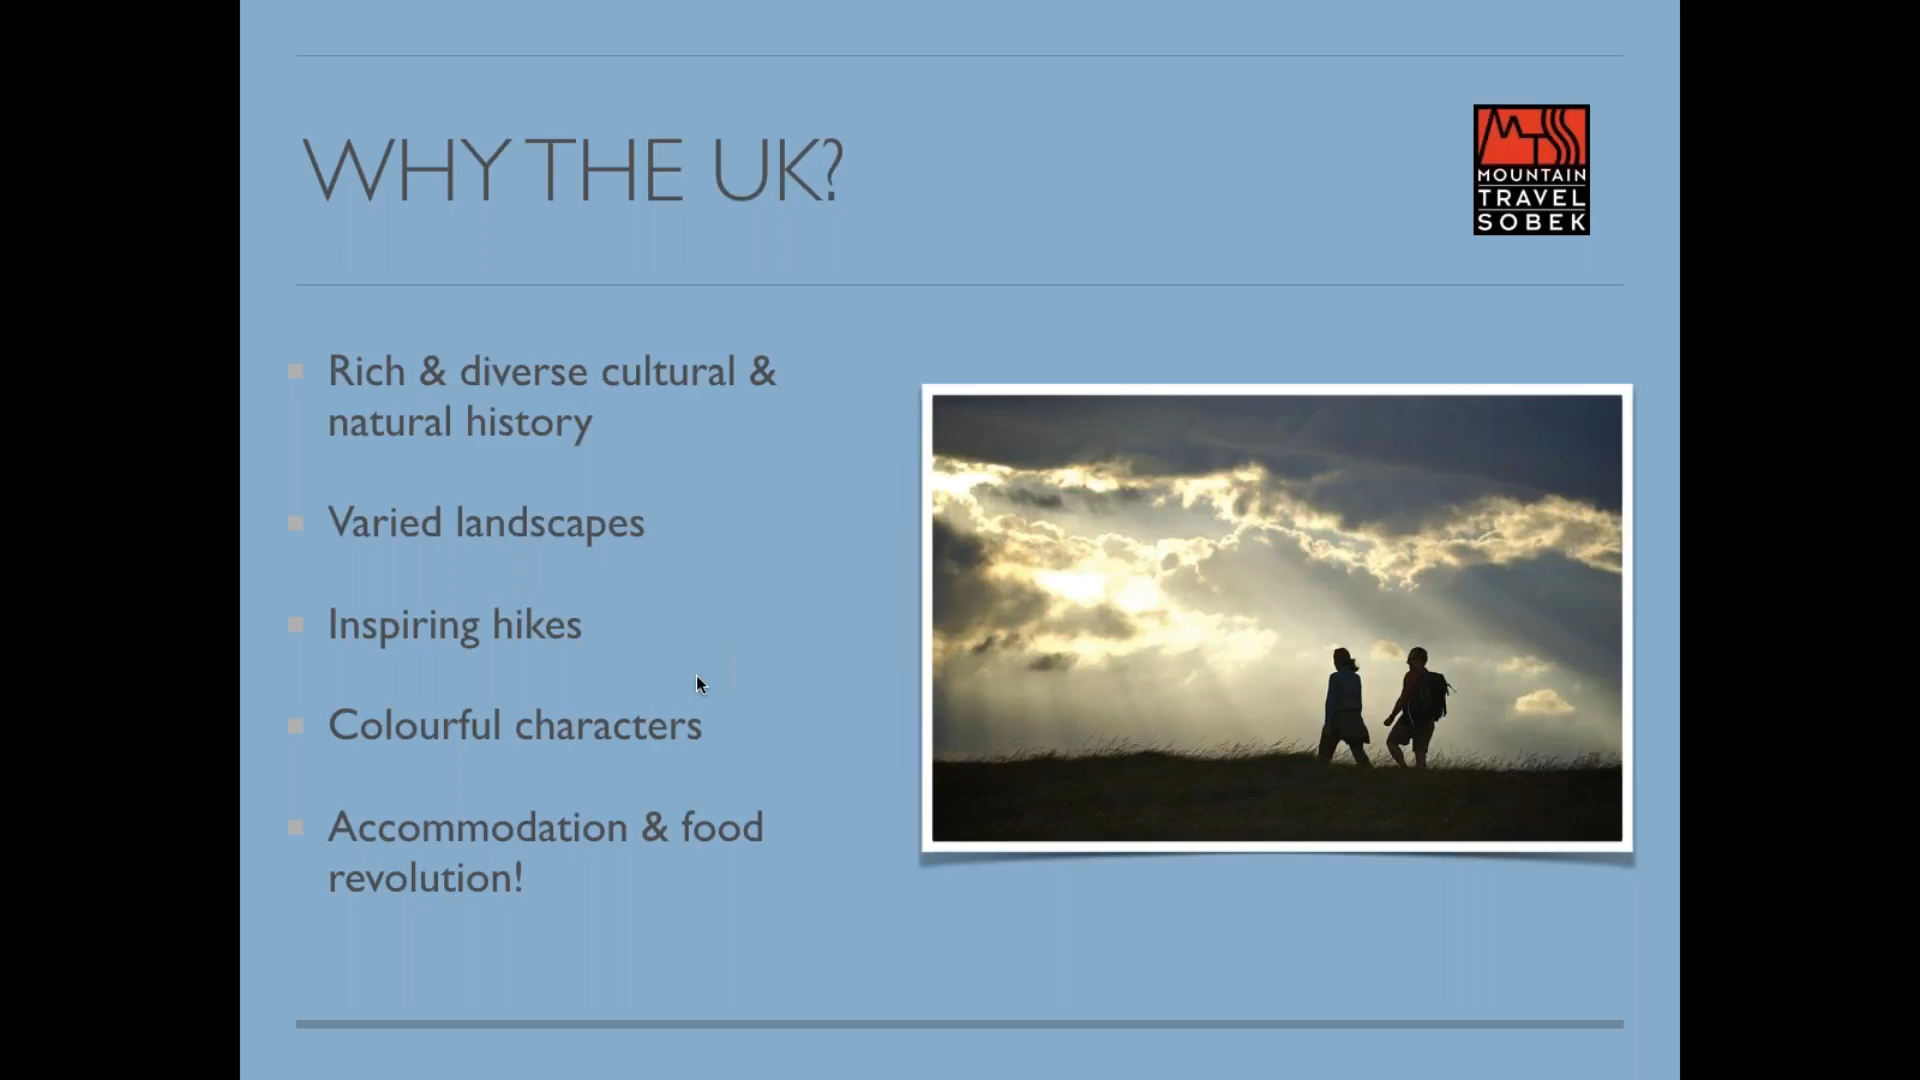 WHY THE UK?
MOUNTAIN
TRAVEL
SOBEK
Rich & diverse cultural &
natural history
Varied landscapes
Inspiring hikes
Colourful characters
Accommodation & food
revolution!